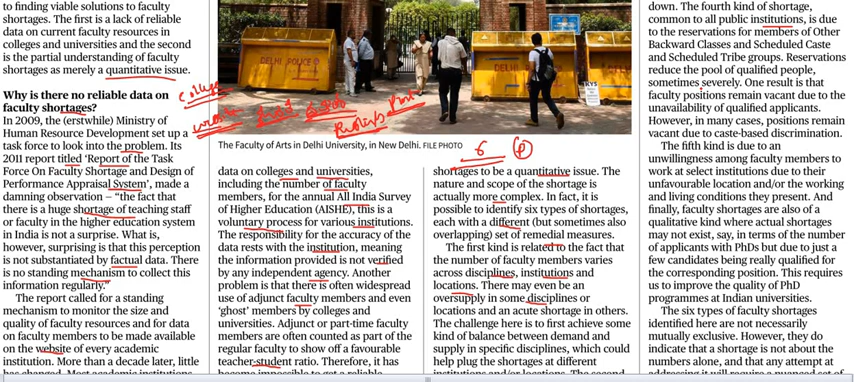 to finding viable solutions to faculty
shortages. The first is a lack of reliable
data on current faculty resources in
colleges and universities and the second
is the partial understanding of faculty
shortages as merely a quantitative issue.
Why is there no reliable data on
faculty shortages?
In 2009, the (erstwhile) Ministry of
Human Resource Development set up a
task force to look into the problem. Its
2011 report titled ‘Report of the Task
Force On Faculty Shortage and Design of
Performance Appraisal System’, made a
damning observation – “the fact that
there is a huge shortage of teaching staff
or faculty in the higher education system
in India is not a surprise. What is,
however, surprising is that this perception
is not substantiated by factual data. There
is no standing mechanism to collect this
information regularly.”
The report called for a standing
mechanism to monitor the size and
quality of faculty resources and for data
on faculty members to be made available
on the website of every academic
institution. More than a decade later, little
has changed. Most academic institutions
College
DELHI POLICE
DELHI
KYS
The Faculty of Arts in Delhi University, in New Delhi. FILE PHOTO
data on colleges and universities,
including the number of faculty
members, for the annual All India Survey
of Higher Education (AISHE), this is a
voluntary process for various institutions.
The responsibility for the accuracy of the
data rests with the institution, meaning
the information provided is not verified
by any independent agency. Another
problem is that there is often widespread
use of adjunct faculty members and even
‘ghost’ members by colleges and
universities. Adjunct or part-time faculty
members are often counted as part of the
regular faculty to show off a favourable
teacher-student ratio. Therefore, it has
become impossible to get a reliable
6
P
shortages to be a quantitative issue. The
nature and scope of the shortage is
actually more complex. In fact, it is
possible to identify six types of shortages,
each with a different (but sometimes also
overlapping) set of remedial measures.
The first kind is related to the fact that
the number of faculty members varies
across disciplines, institutions and
locations. There may even be an
oversupply in some disciplines or
locations and an acute shortage in others.
The challenge here is to first achieve some
kind of balance between demand and
supply in specific disciplines, which could
help plug the shortages at different
institutions and/or locations. The second
down. The fourth kind of shortage,
common to all public institutions, is due
to the reservations for members of Other
Backward Classes and Scheduled Caste
and Scheduled Tribe groups. Reservations
reduce the pool of qualified people,
sometimes severely. One result is that
faculty positions remain vacant due to the
unavailability of qualified applicants.
However, in many cases, positions remain
vacant due to caste-based discrimination.
The fifth kind is due to an
unwillingness among faculty members to
work at select institutions due to their
unfavourable location and/or the working
and living conditions they present. And
finally, faculty shortages are also of a
qualitative kind where actual shortages
may not exist, say, in terms of the number
of applicants with PhDs but due to just a
few candidates being really qualified for
the corresponding position. This requires
us to improve the quality of PhD
programmes at Indian universities.
The six types of faculty shortages
identified here are not necessarily
mutually exclusive. However, they do
indicate that a shortage is not about the
numbers alone, and that any attempt at
addressing it will require a nuanced set of